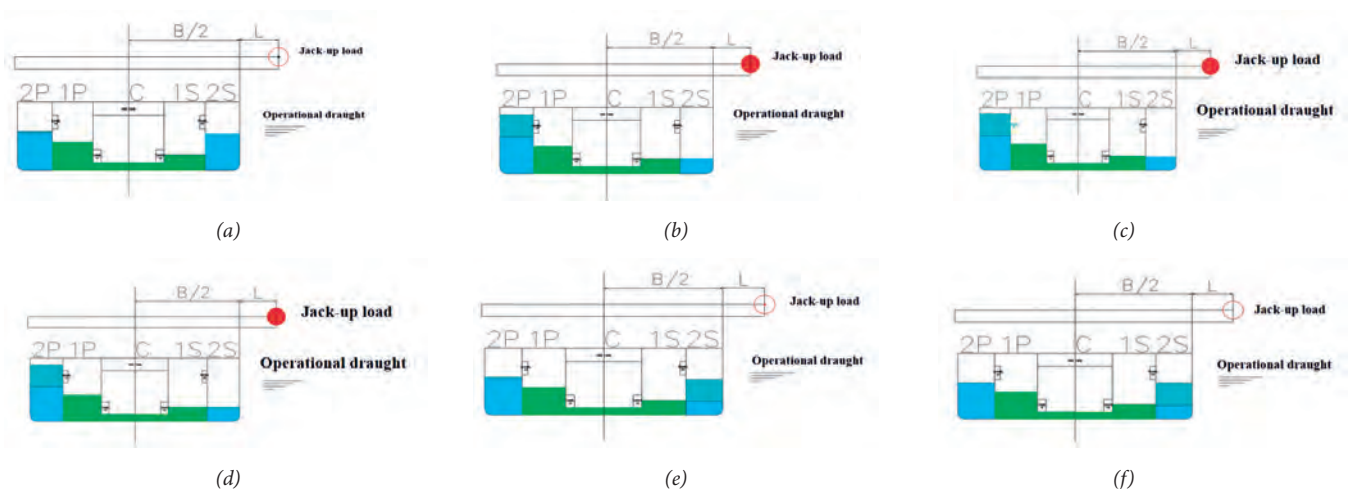 B/2 L
Jack-up load
2P 1P C 1S 2S
Operational draught
(a)
B/2 L
Jack-up load
2P 1P C 1S 2S
Operational draught
(b)
B/2 L
Jack-up load
2P 1P C 1S 2S
Operational draught
(c)
B/2 L
Jack-up load
2P 1P C 1S 2S
Operational draught
(d)
B/2 L
Jack-up load
2P 1P C 1S 2S
Operational draught
(e)
B/2 L
Jack-up load
2P 1P C 1S 2S
Operational draught
(f)